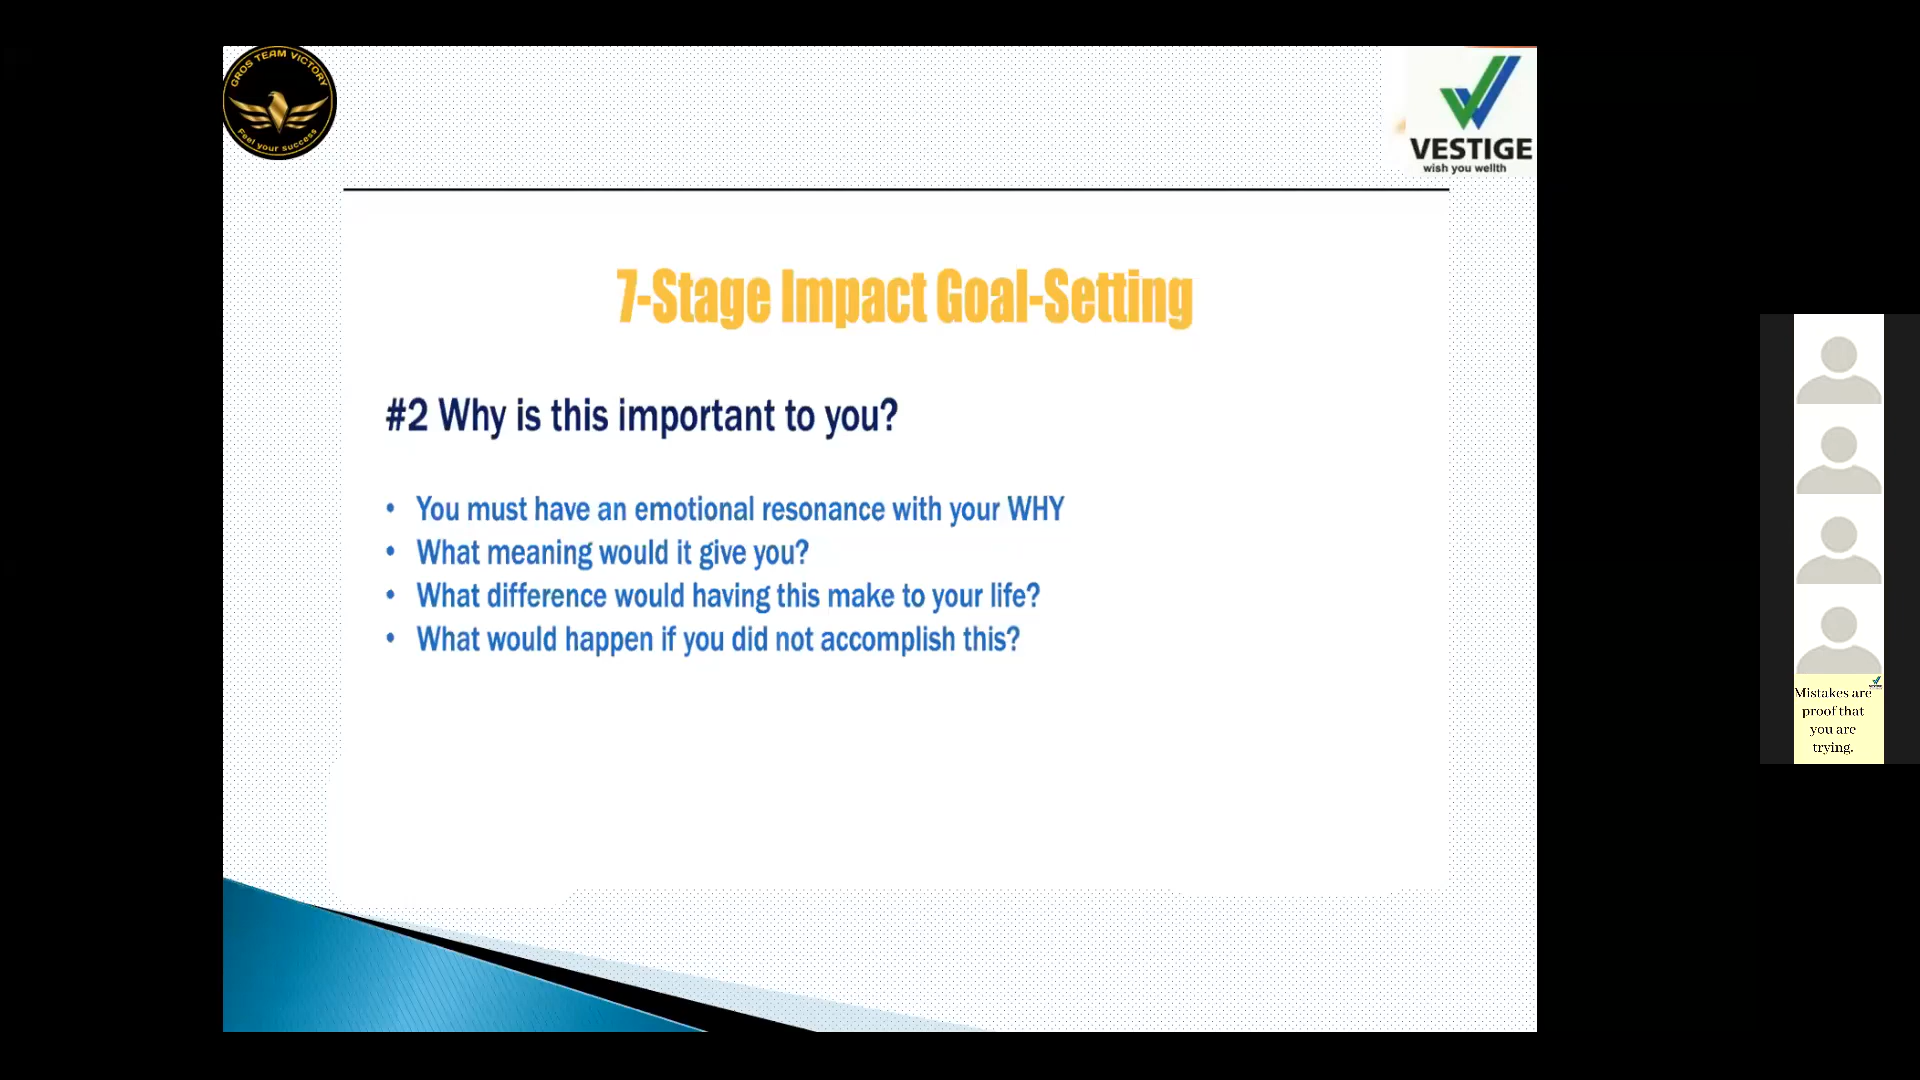 GROS TEAM VICTORY
Feel your success
VESTIGE
wish you wellth
7-Stage Impact Goal-Setting
#2 Why is this important to you?
• You must have an emotional resonance with your WHY
• What meaning would it give you?
• What difference would having this make to your life?
• What would happen if you did not accomplish this?
Mistakes are
proof that
you are
trying.